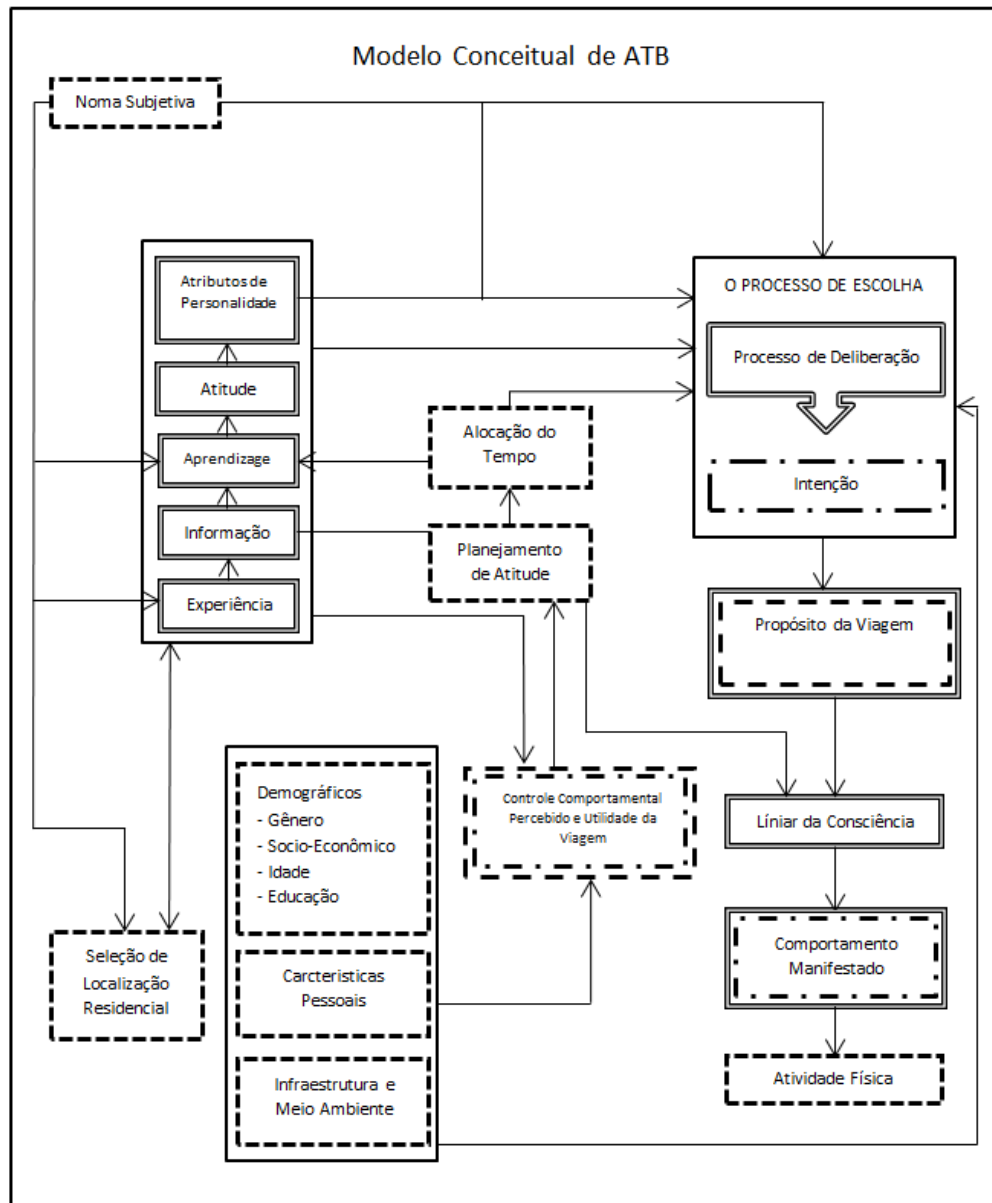 Modelo Conceitual de ATB
Noma Subjetiva
Atributos de
Personalidade
Atitude
Aprendizage
Informação
Experiência
O PROCESSO DE ESCOLHA
Processo de Deliberação
Intenção
Alocação do
Tempo
Planejamento
de Atitude
Propósito da Viagem
Controle Comportamental
Percebido e Utilidade da
Viagem
Líniar da Consciência
Comportamento
Manifestado
Atividade Física
Demográficos
- Gênero
- Socio-Econômico
- Idade
- Educação
Carcteristicas
Pessoais
Infraestrutura e
Meio Ambiente
Seleção de
Localização
Residencial